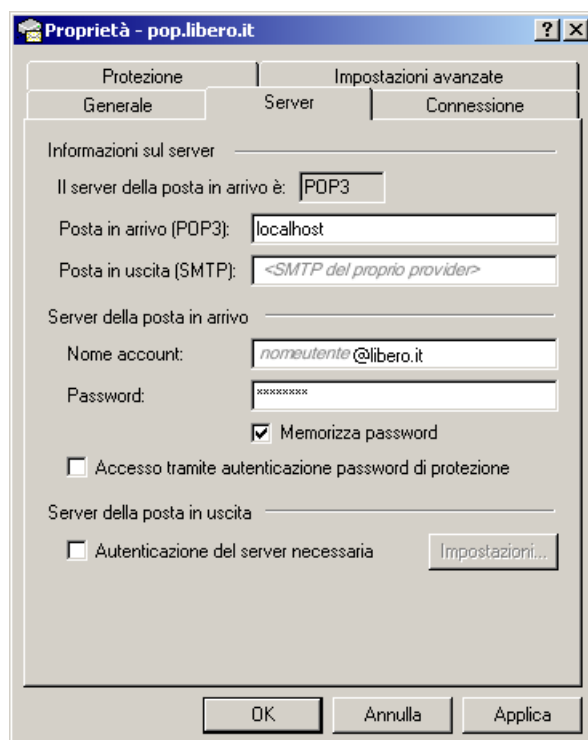 Proprietà - pop.libero.it
Protezione Impostazioni avanzate
Generale Server Connessione
Informazioni sul server
Il server della posta in arrivo è: POP3
Posta in arrivo (POP3): localhost
Posta in uscita (SMTP): <SMTP del proprio provider>
Server della posta in arrivo
Nome account: nomeutente@libero.it
Password: ********
Memorizza password
Accesso tramite autenticazione password di protezione
Server della posta in uscita
Autenticazione del server necessaria Impostazioni...
OK Annulla Applica